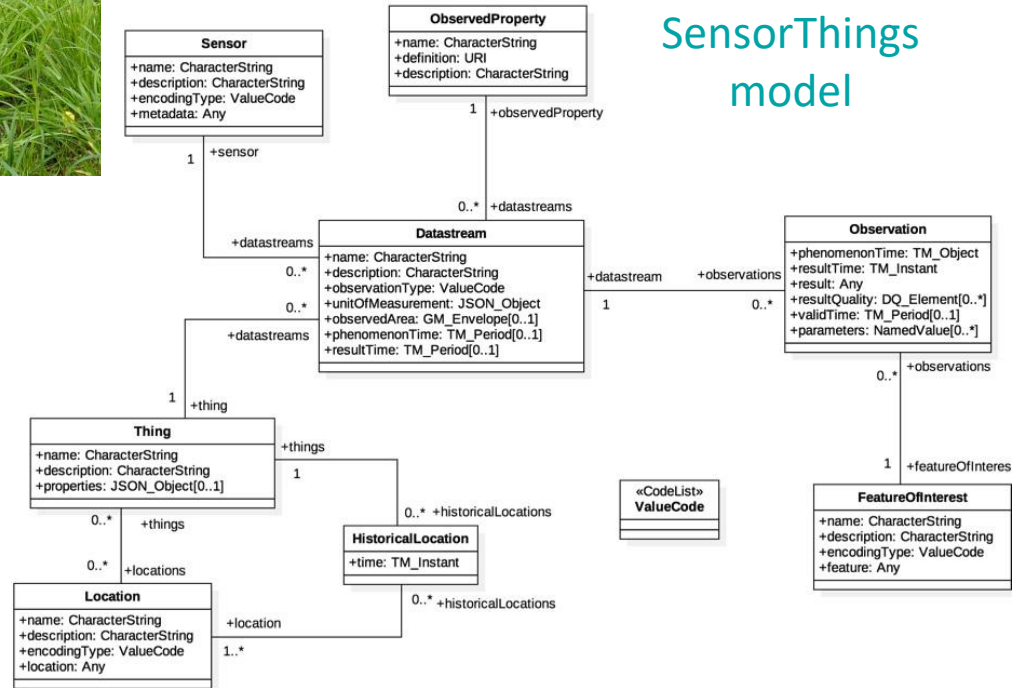 SensorThings
model
Sensor
+name: CharacterString
+description: CharacterString
+encodingType: ValueCode
+metadata: Any
ObservedProperty
+name: CharacterString
+definition: URI
+description: CharacterString
1 +sensor
1 +observedProperty
0..* +datastreams
+datastreams
0..*
Datastream
+name: CharacterString
+description: CharacterString
+observationType: ValueCode
+unitOfMeasurement: JSON_Object
+observedArea: GM_Envelope[0..1]
+phenomenonTime: TM_Period[0..1]
+resultTime: TM_Period[0..1]
+datastream
1
+observations
0..*
Observation
+phenomenonTime: TM_Object
+resultTime: TM_Instant
+result: Any
+resultQuality: DQ_Element[0..*]
+validTime: TM_Period[0..1]
+parameters: NamedValue[0..*]
0..*
+datastreams
1 +thing
0..* +observations
1 +featureOfInteres
Thing
+name: CharacterString
+description: CharacterString
+properties: JSON_Object[0..1]
+things
1
0..* +historicalLocations
HistoricalLocation
+time: TM_Instant
0..* +historicalLocations
«CodeList»
ValueCode
FeatureOfInterest
+name: CharacterString
+description: CharacterString
+encodingType: ValueCode
+feature: Any
0..* +things
0..* +locations
Location
+name: CharacterString
+description: CharacterString
+encodingType: ValueCode
+location: Any
+location
1..*